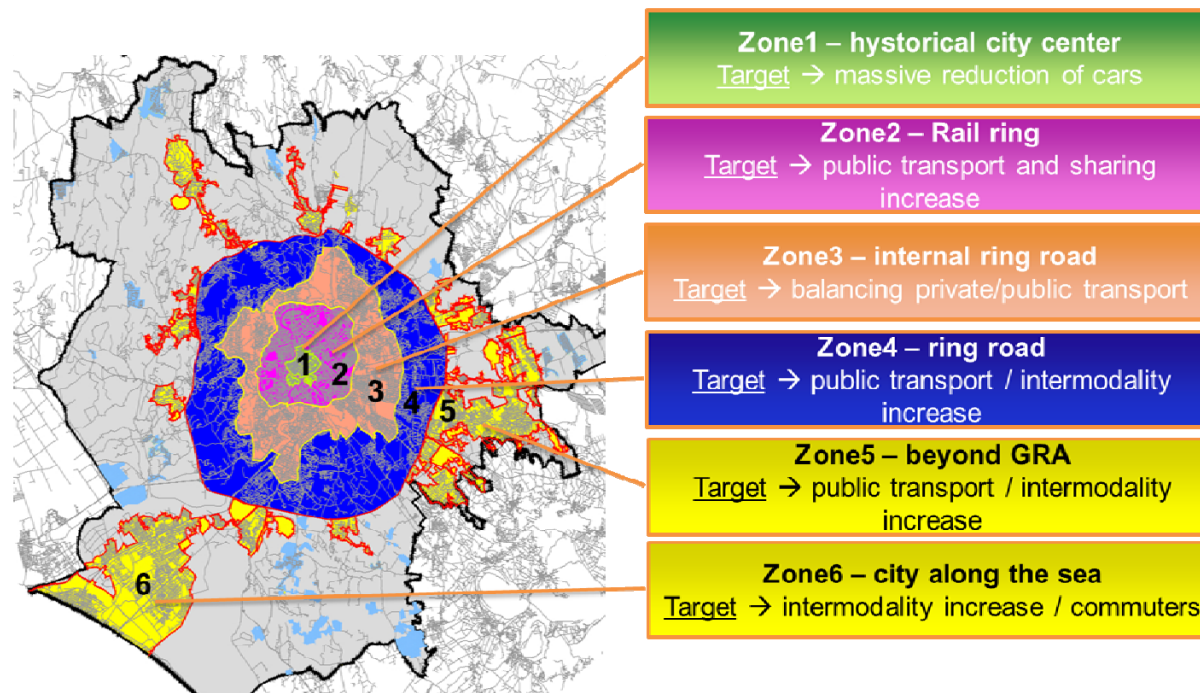 Zone1 – hystorical city center
Target → massive reduction of cars
Zone2 – Rail ring
Target → public transport and sharing
increase
Zone3 – internal ring road
Target → balancing private/public transport
Zone4 – ring road
Target → public transport / intermodality
increase
Zone5 – beyond GRA
Target → public transport / intermodality
increase
Zone6 – city along the sea
Target → intermodality increase / commuters
1
2
3
4
5
6